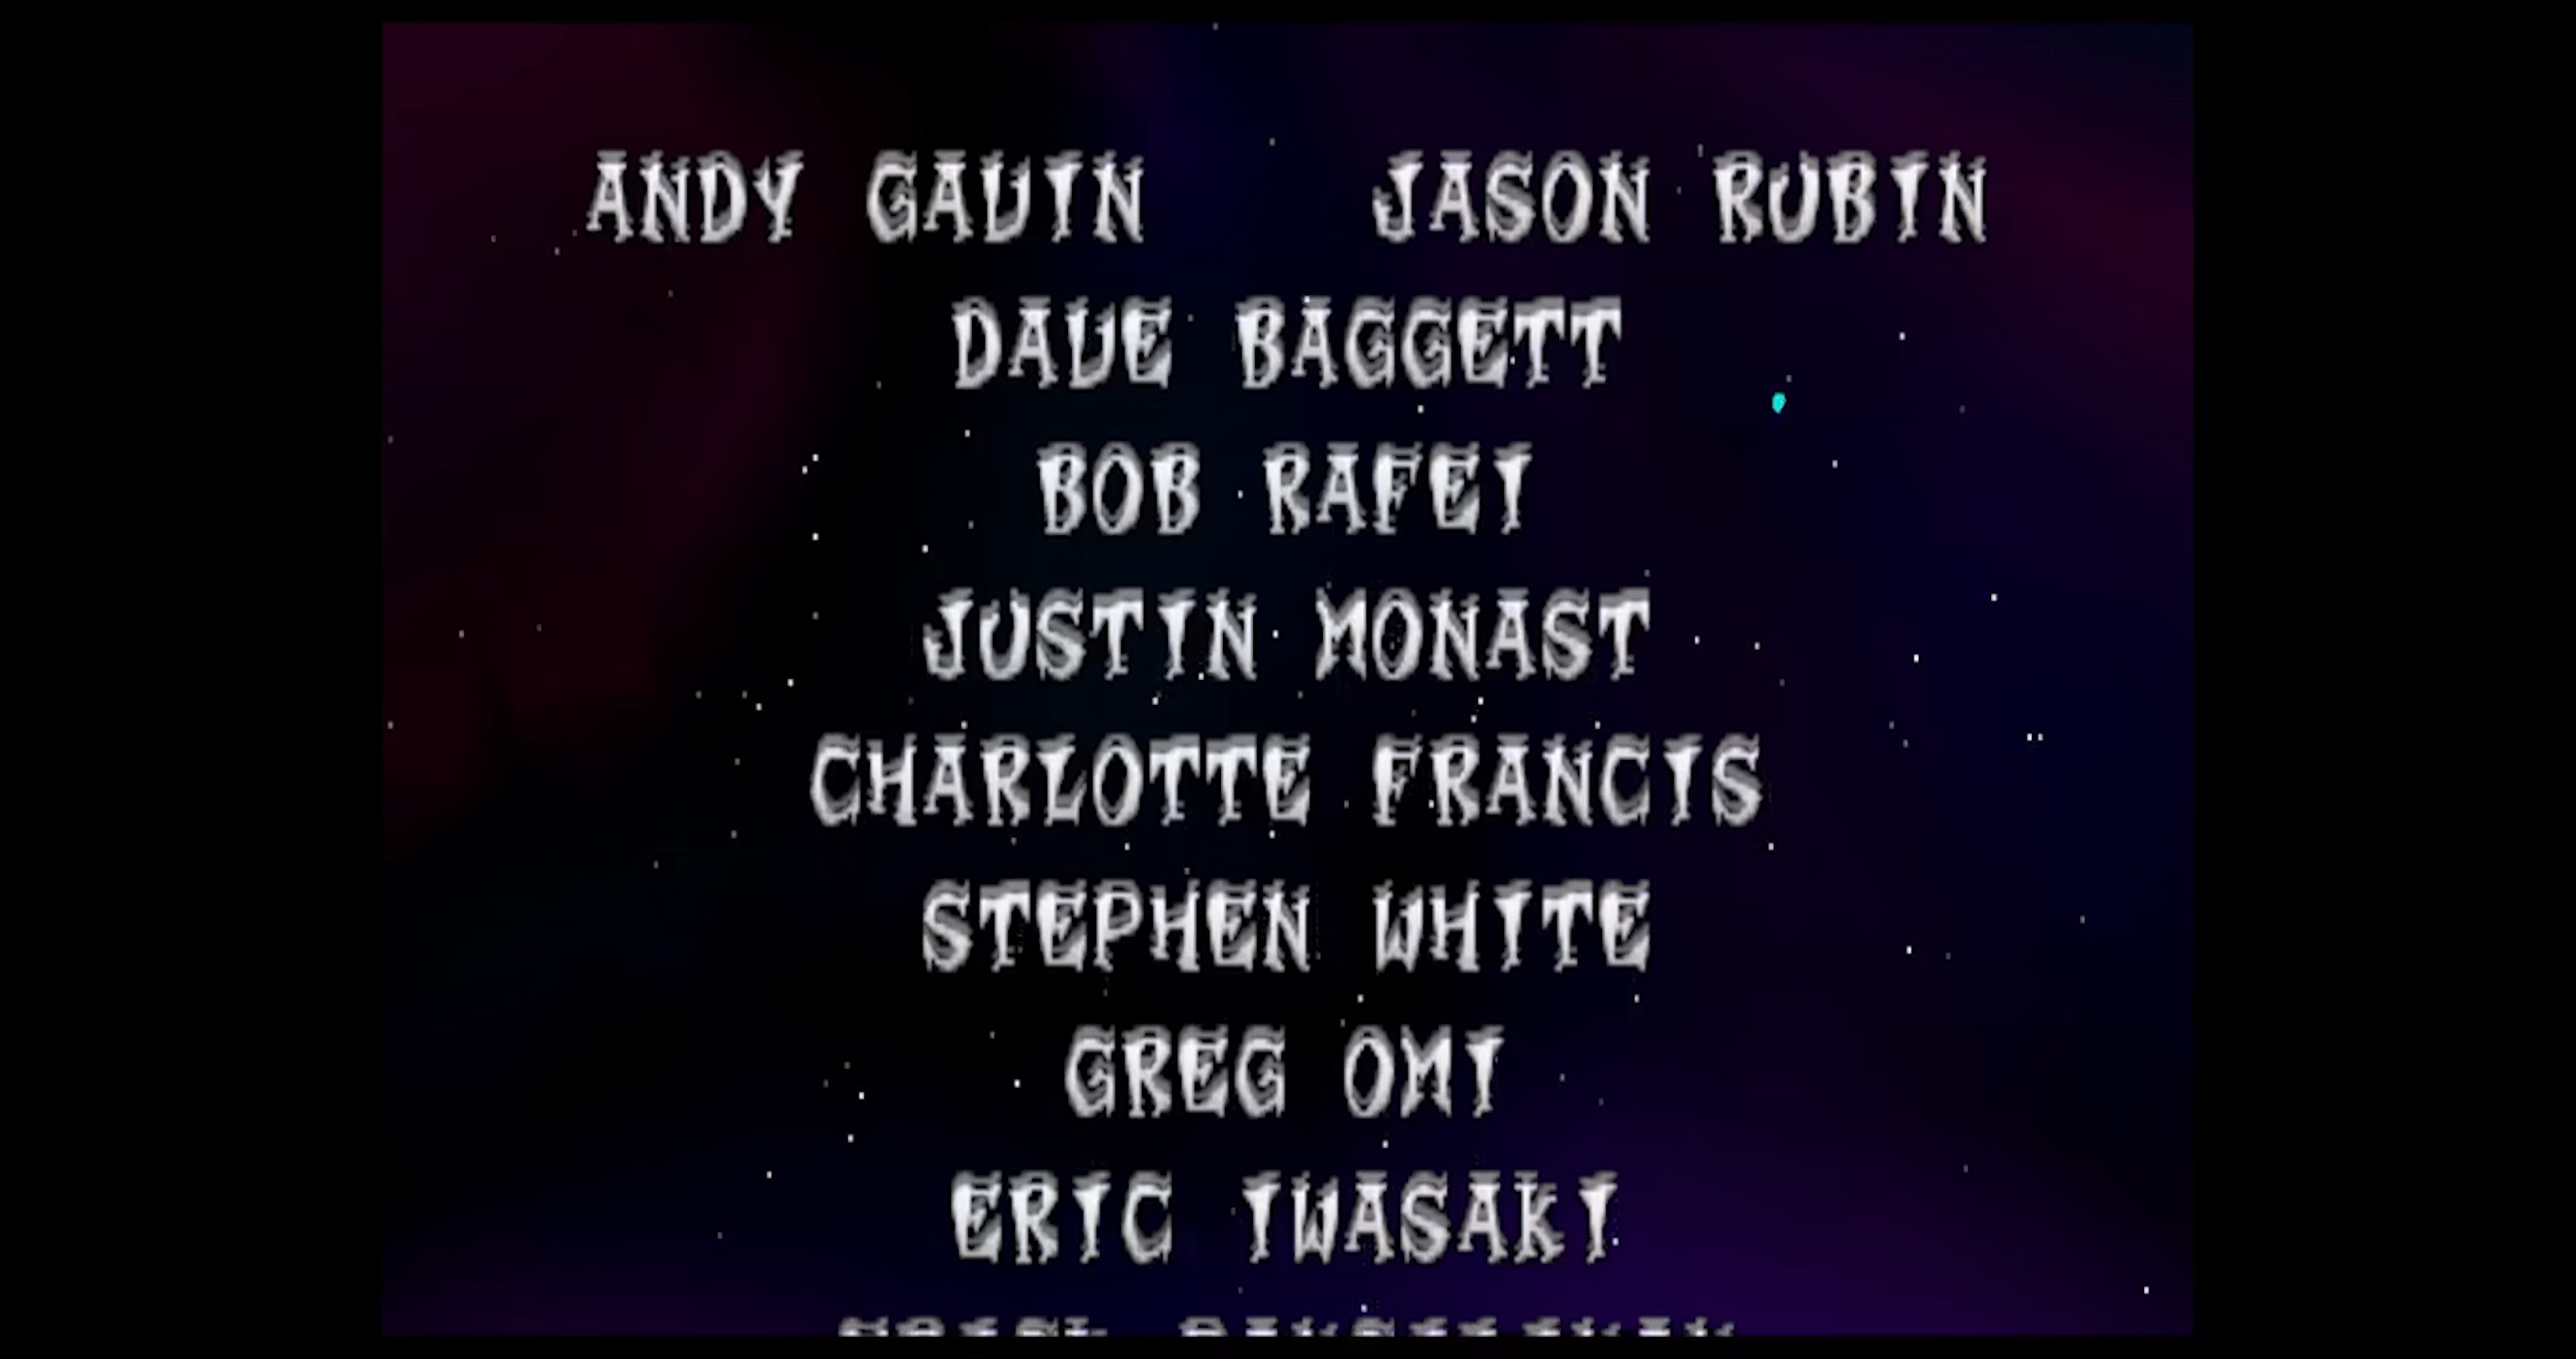 ANDY GAVIN JASON RUBIN
DAVE BAGGETT
BOB RAFEI
JUSTIN MONAST
CHARLOTTE FRANCIS
STEPHEN WHITE
GREG OMI
ERIC IWASAKI